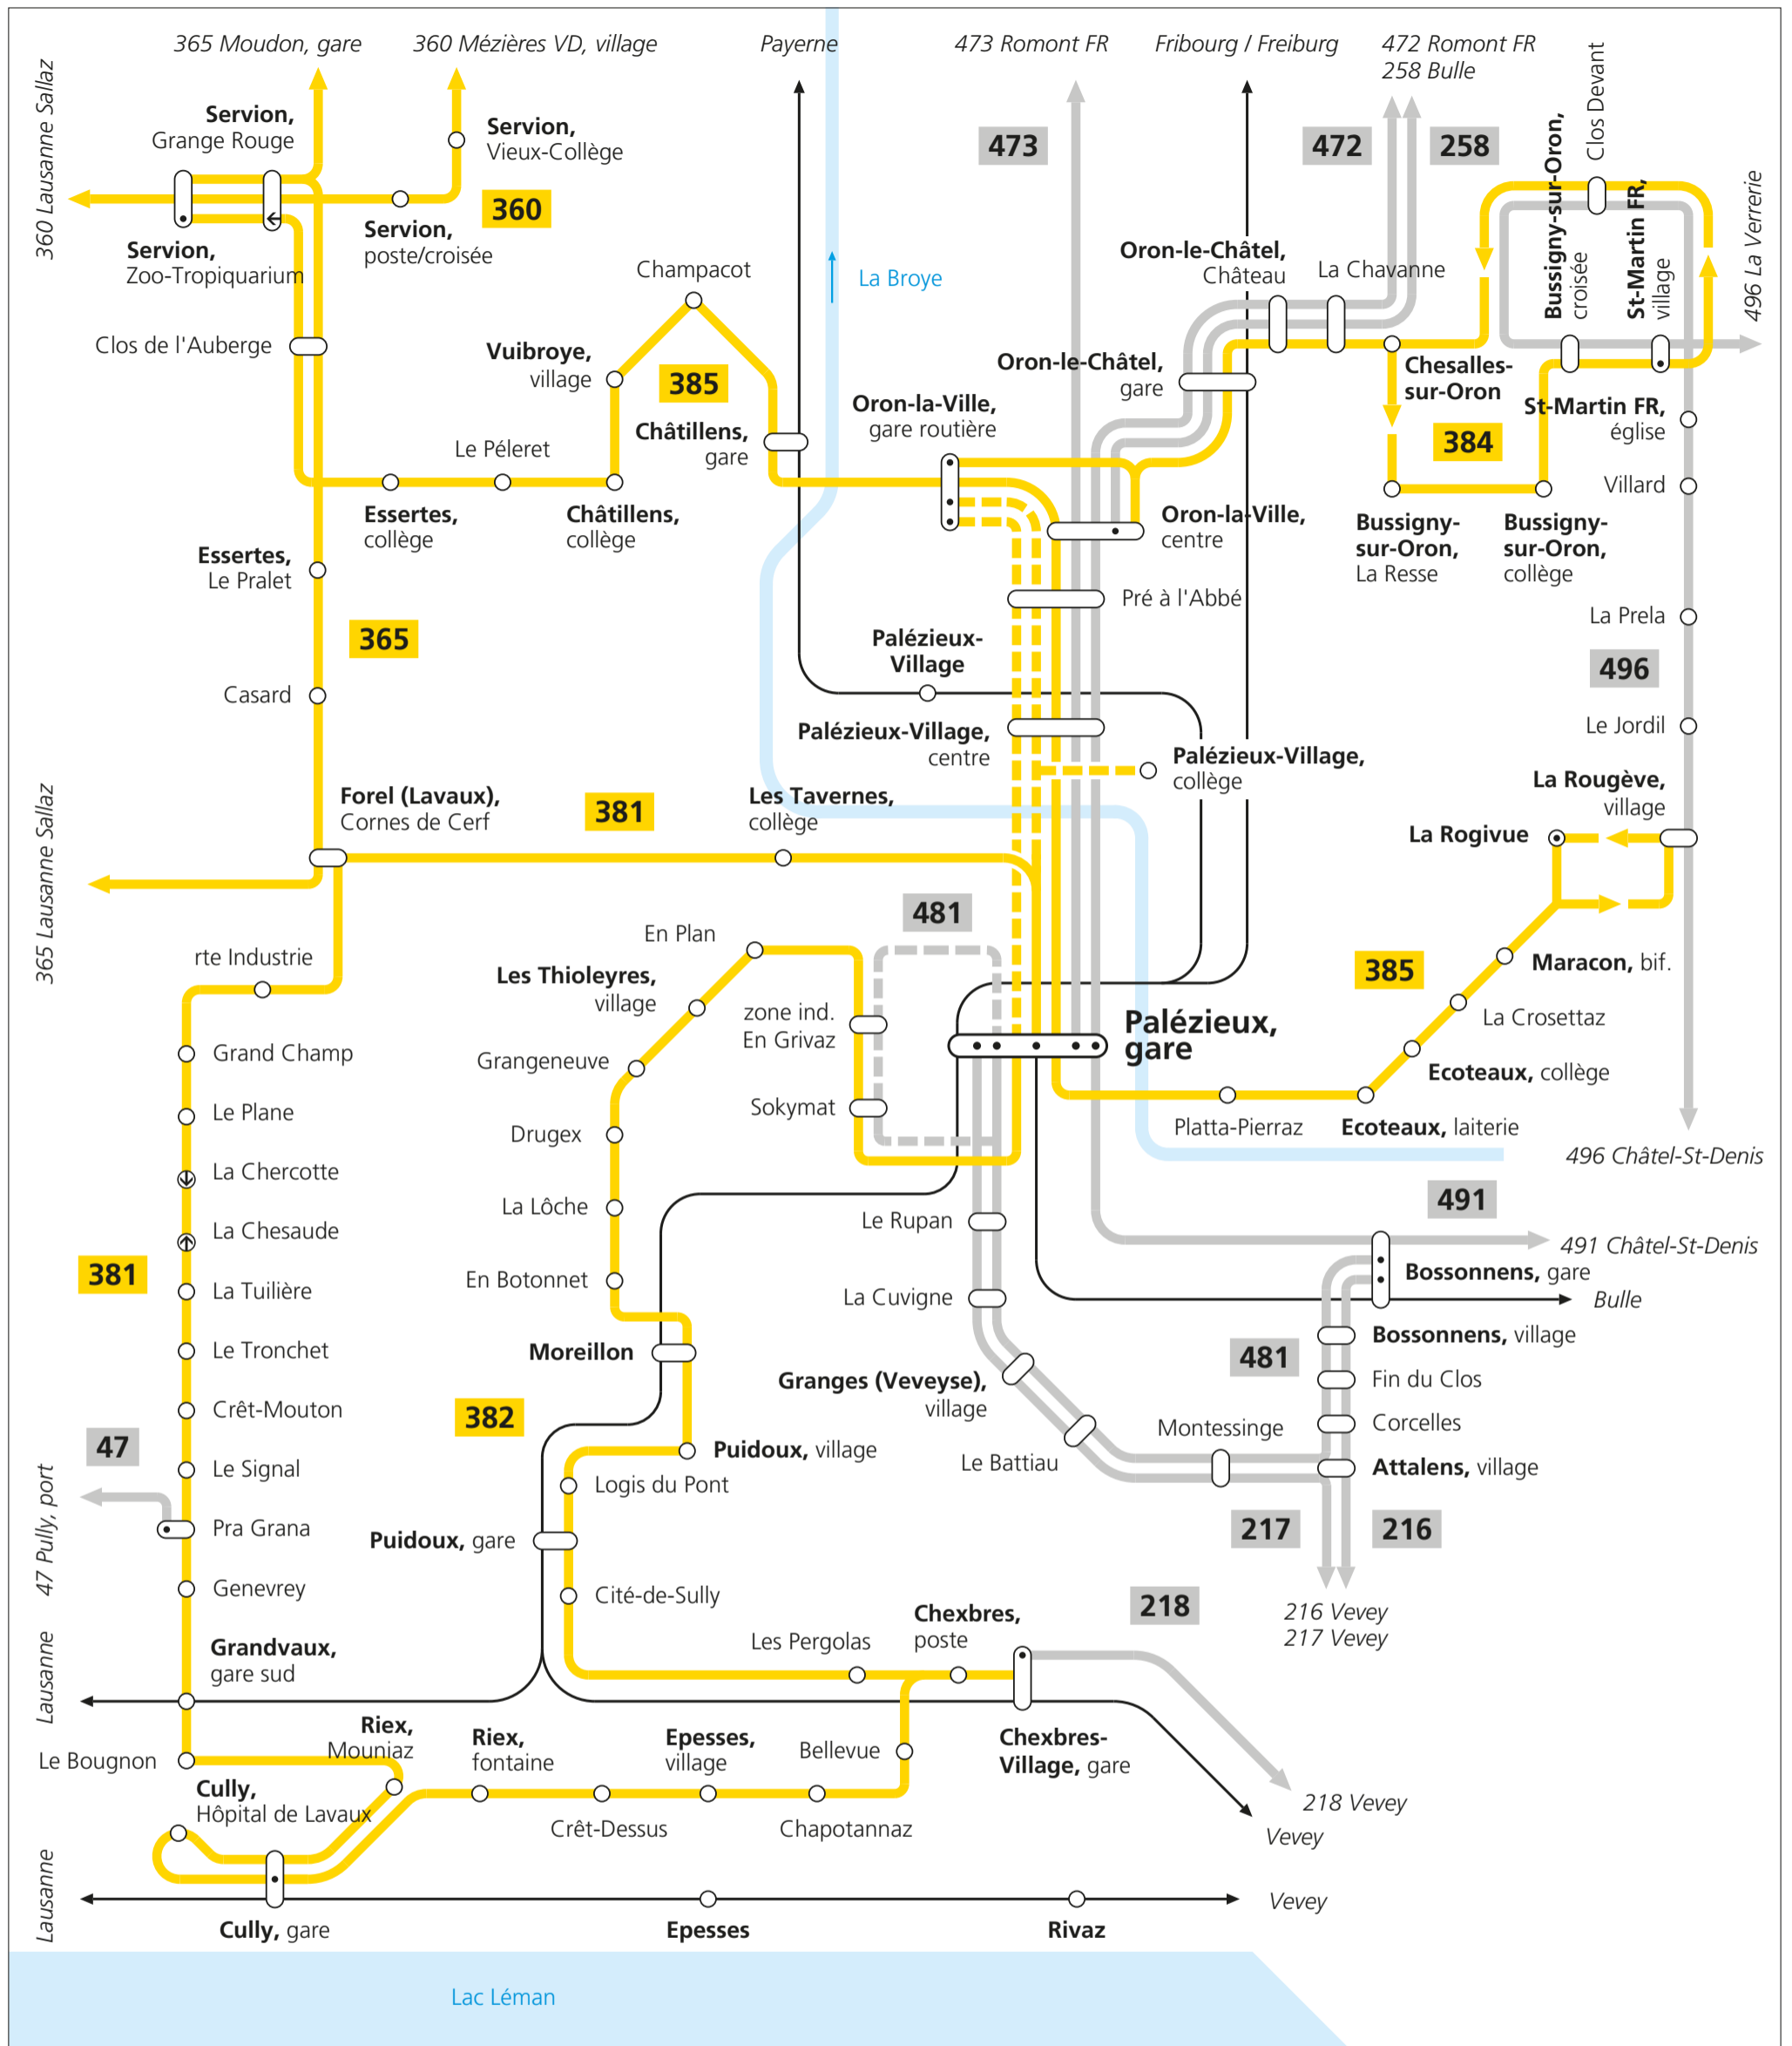 365 Moudon, gare
360 Mézières VD, village
Payerne
473 Romont FR
Fribourg / Freiburg
472 Romont FR
258 Bulle
360 Lausanne Sallaz
Servion,
Grange Rouge
Servion,
Vieux-Collège
360
Servion,
poste/croisée
Servion,
Zoo-Tropiquarium
473
472
258
Clos Devant
Bussigny-sur-Oron,
croisée
St-Martin FR,
village
496 La Verrerie
Champacot
La Broye
Oron-le-Châtel,
Château
La Chavanne
Clos de l'Auberge
Vuibroye,
village
385
Oron-le-Châtel,
gare
Chesalles-
sur-Oron
Châtillens,
gare
Oron-la-Ville,
gare routière
St-Martin FR,
église
384
Le Péleret
Villard
Essertes,
collège
Châtillens,
collège
Oron-la-Ville,
centre
Bussigny-
sur-Oron,
La Resse
Bussigny-
sur-Oron,
collège
Essertes,
Le Pralet
Pré à l'Abbé
La Prela
365
Palézieux-
Village
496
Casard
Palézieux-Village,
centre
Le Jordil
Palézieux-Village,
collège
La Rougève,
village
365 Lausanne Sallaz
Forel (Lavaux),
Cornes de Cerf
381
Les Tavernes,
collège
La Rogivue
481
En Plan
rte Industrie
Les Thioleyres,
village
385
Maracon, bif.
zone ind.
En Grivaz
La Crosettaz
Palézieux,
gare
Grand Champ
Grangeneuve
Ecoteaux, collège
Le Plane
Sokymat
Drugex
Platta-Pierraz
Ecoteaux, laiterie
496 Châtel-St-Denis
La Chercotte
La Lôche
491
La Chesaude
Le Rupan
491 Châtel-St-Denis
381
En Botonnet
Bossonnens, gare
La Tuilière
La Cuvigne
Bulle
Le Tronchet
Moreillon
Bossonnens, village
481
Granges (Veveyse),
village
Fin du Clos
Crêt-Mouton
382
Corcelles
47
Montessinge
Puidoux, village
Le Battiau
Attalens, village
Le Signal
Logis du Pont
47 Pully, port
Pra Grana
Puidoux, gare
217
216
Genevrey
Cité-de-Sully
218
216 Vevey
217 Vevey
Chexbres,
poste
Les Pergolas
Lausanne
Grandvaux,
gare sud
Riex,
Mouniaz
Riex,
fontaine
Epesses,
village
Bellevue
Chexbres-
Village, gare
Le Bougnon
Cully,
Hôpital de Lavaux
Crêt-Dessus
Chapotannaz
218 Vevey
Vevey
Lausanne
Vevey
Cully, gare
Epesses
Rivaz
Lac Léman